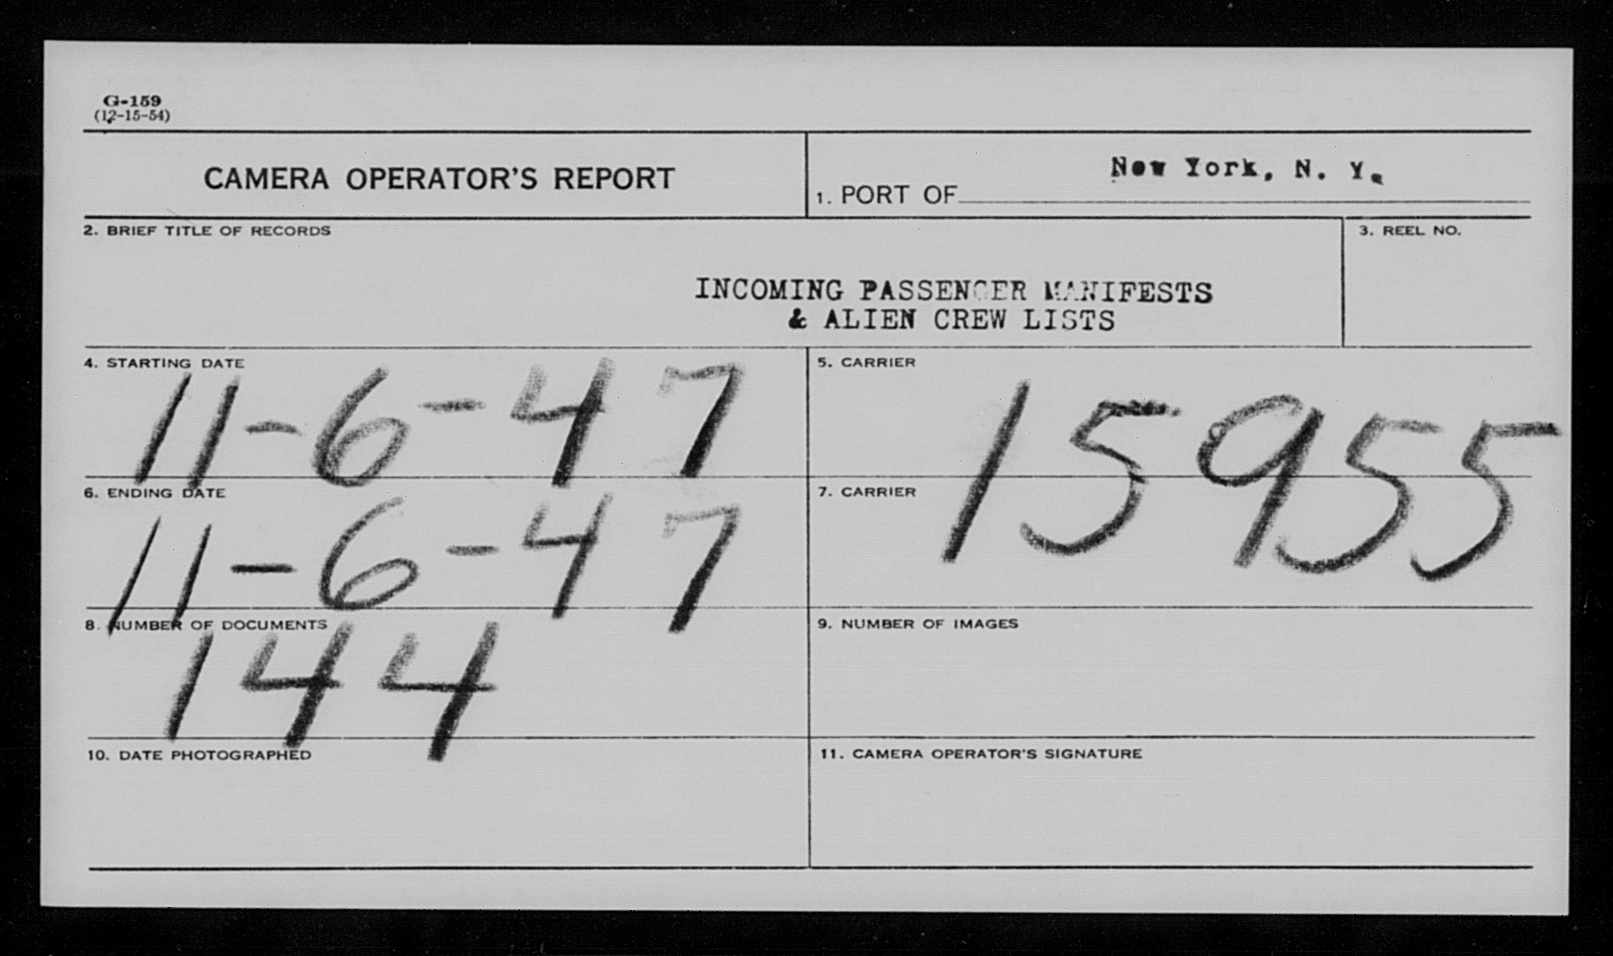 G-159
(12-15-54)
CAMERA OPERATOR'S REPORT
1. PORT OF New York, N. Y.
2. BRIEF TITLE OF RECORDS
3. REEL NO.
INCOMING PASSENGER MANIFESTS
& ALIEN CREW LISTS
4. STARTING DATE
11-6-47
5. CARRIER
15955
6. ENDING DATE
11-6-47
7. CARRIER
8. NUMBER OF DOCUMENTS
144
9. NUMBER OF IMAGES
10. DATE PHOTOGRAPHED
11. CAMERA OPERATOR'S SIGNATURE